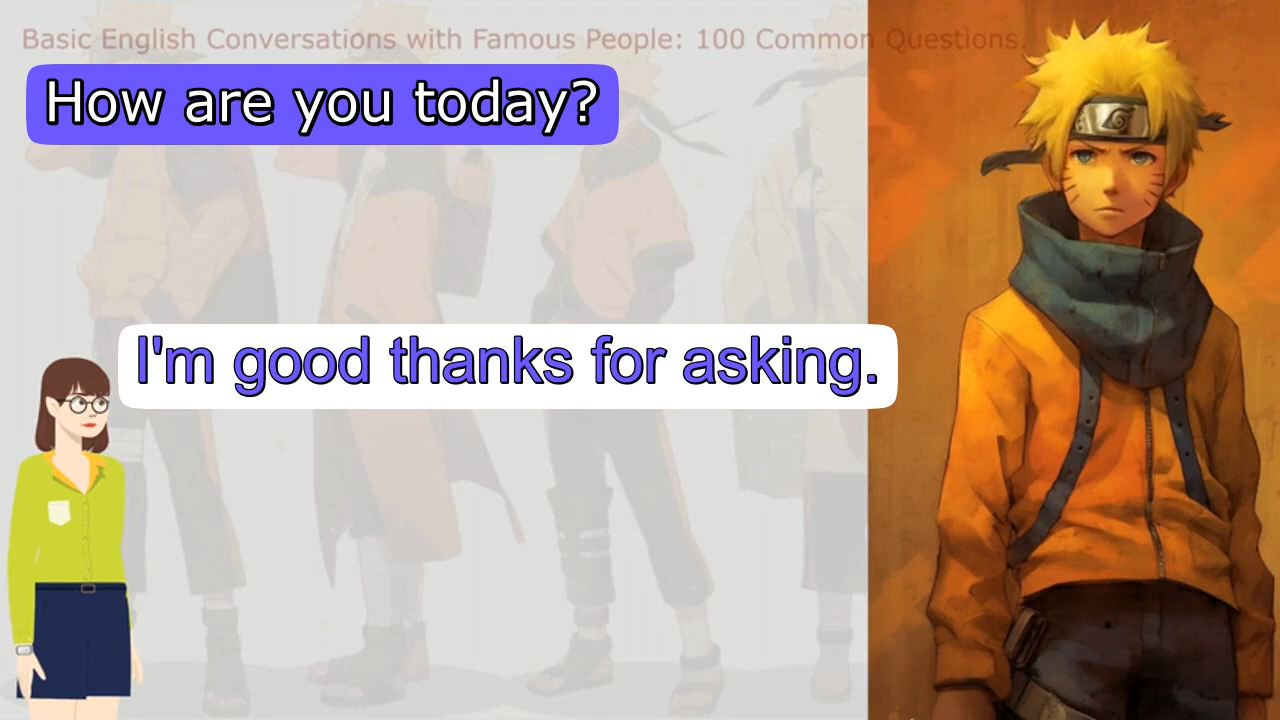 Basic English Conversations with Famous People: 100 Common Questions.
How are you today?
I'm good thanks for asking.